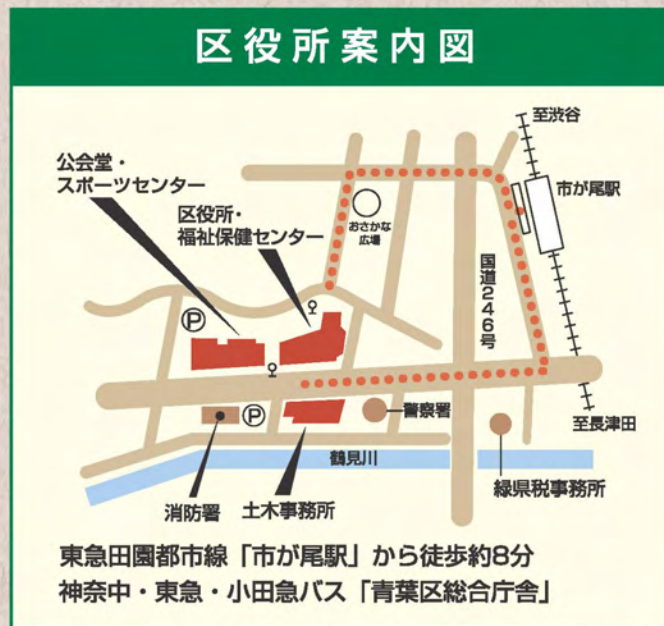 区役所案内図
至渋谷
公会堂・
スポーツセンター
市が尾駅
区役所・
福祉保健センター
おさかな
広場
国道246号
P
P
警察署
至長津田
鶴見川
緑県税事務所
消防署
土木事務所
東急田園都市線「市が尾駅」から徒歩約8分
神奈中・東急・小田急バス「青葉区総合庁舎」